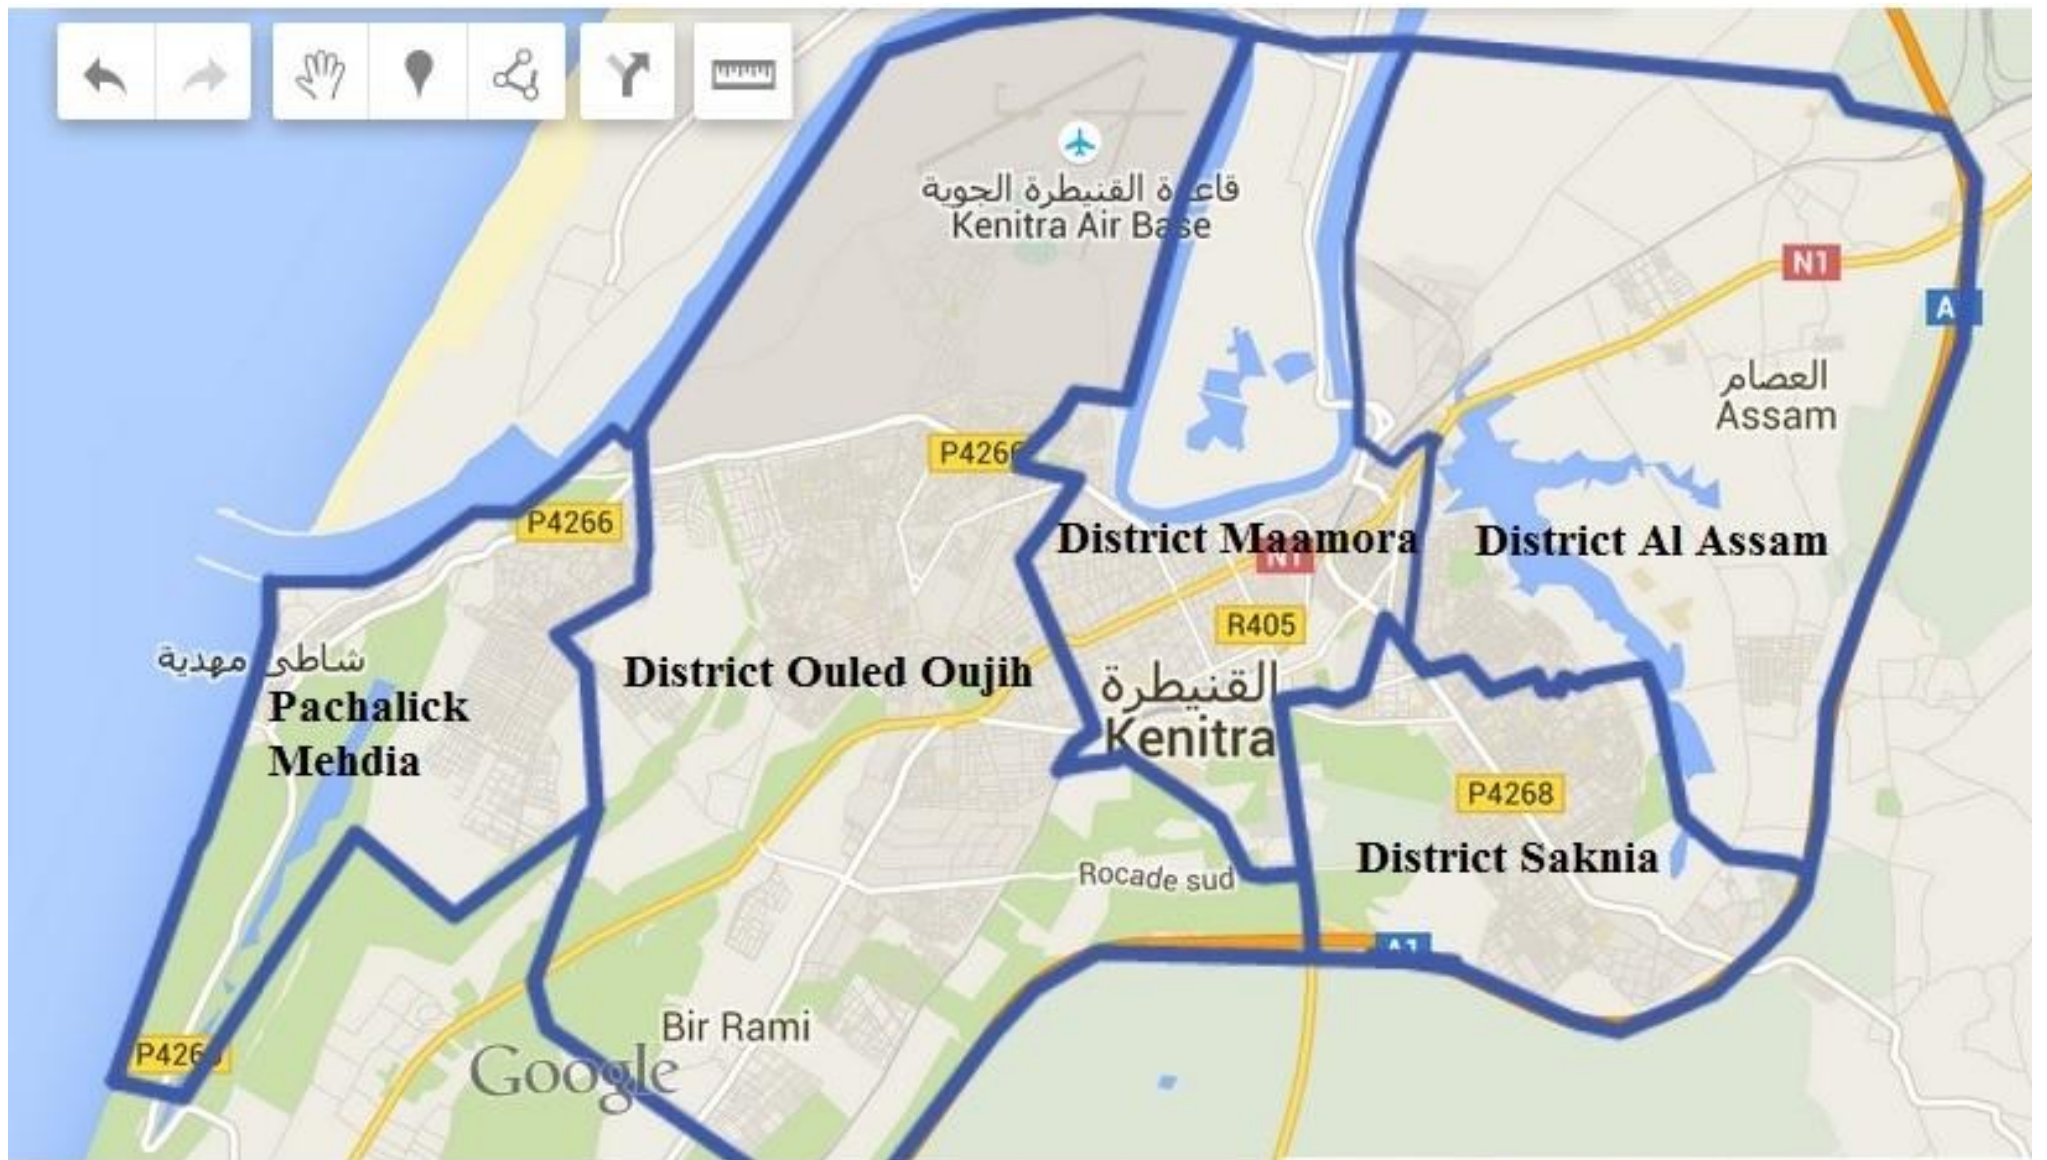 قاعدة القنيطرة الجوية
Kenitra Air Base
N1
A
العصام
Assam
P4266
P4266
District Maamora
District Al Assam
N1
R405
شاطئ مهدية
Pachalick
Mehdia
District Ouled Oujih
القنيطرة
Kenitra
P4268
District Saknia
Rocade sud
A1
Bir Rami
Google
P426